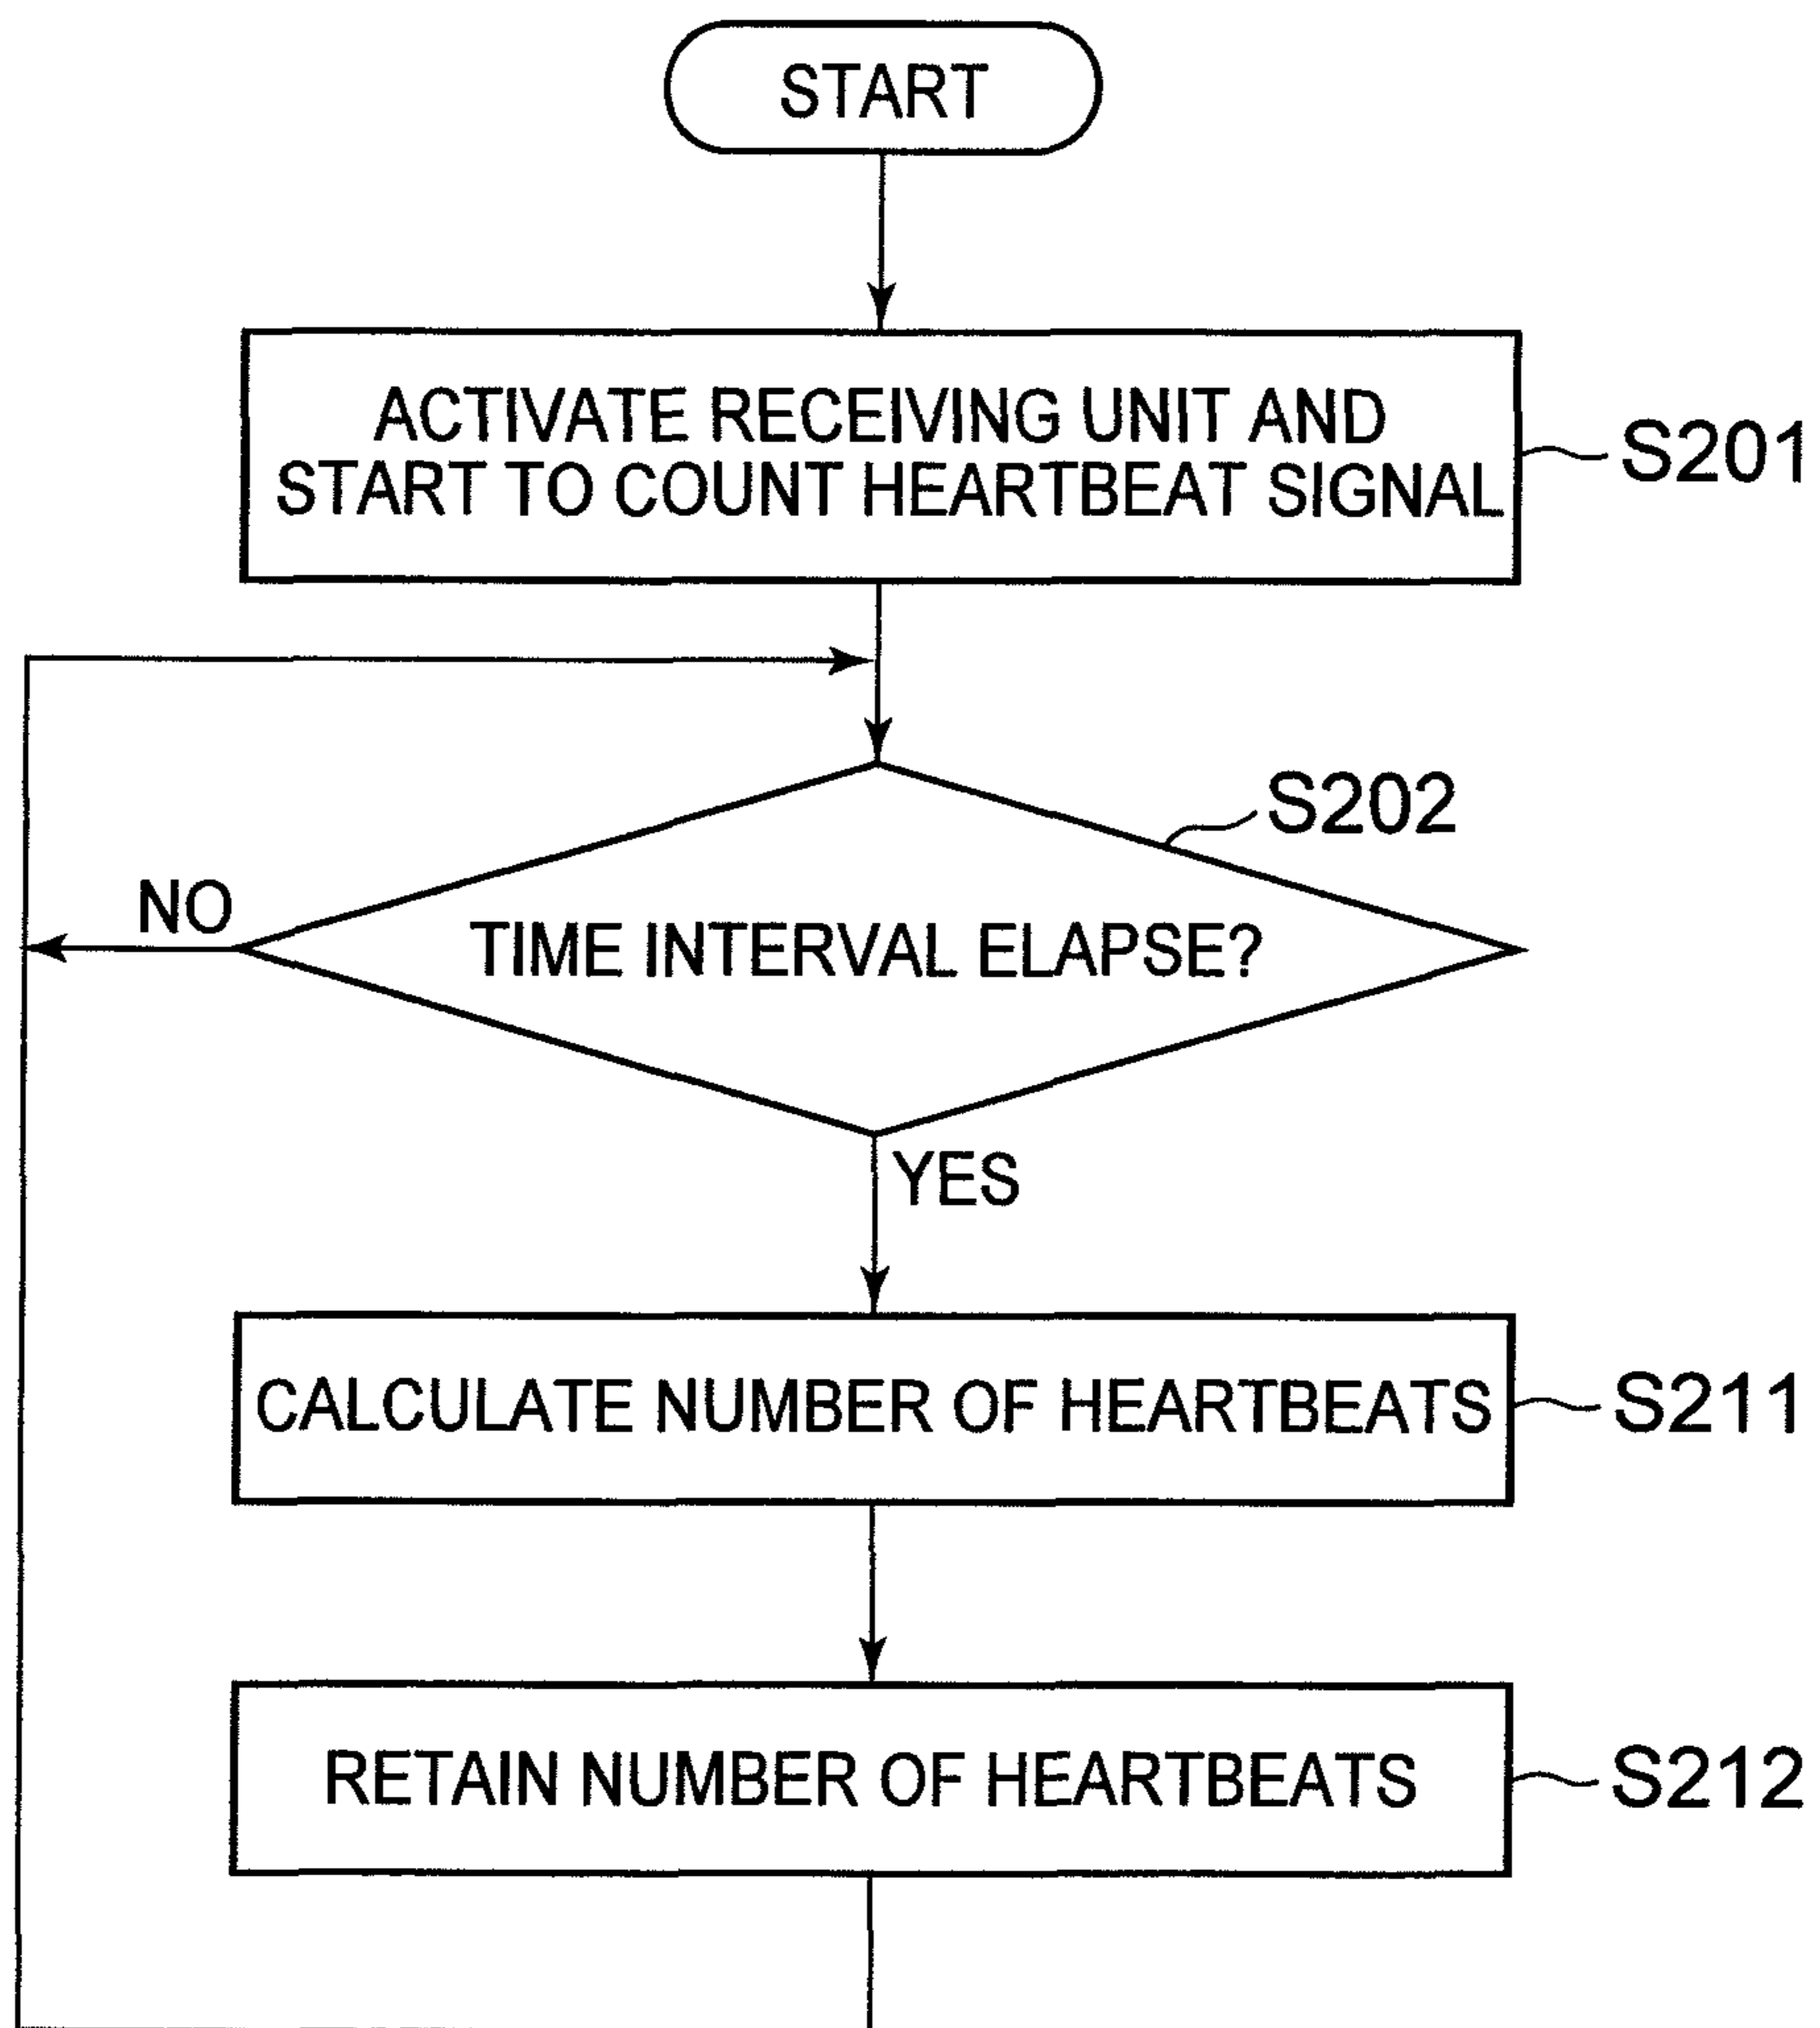 START
ACTIVATE RECEIVING UNIT AND
START TO COUNT HEARTBEAT SIGNAL
S201
S202
NO
TIME INTERVAL ELAPSE?
YES
CALCULATE NUMBER OF HEARTBEATS
S211
RETAIN NUMBER OF HEARTBEATS
S212